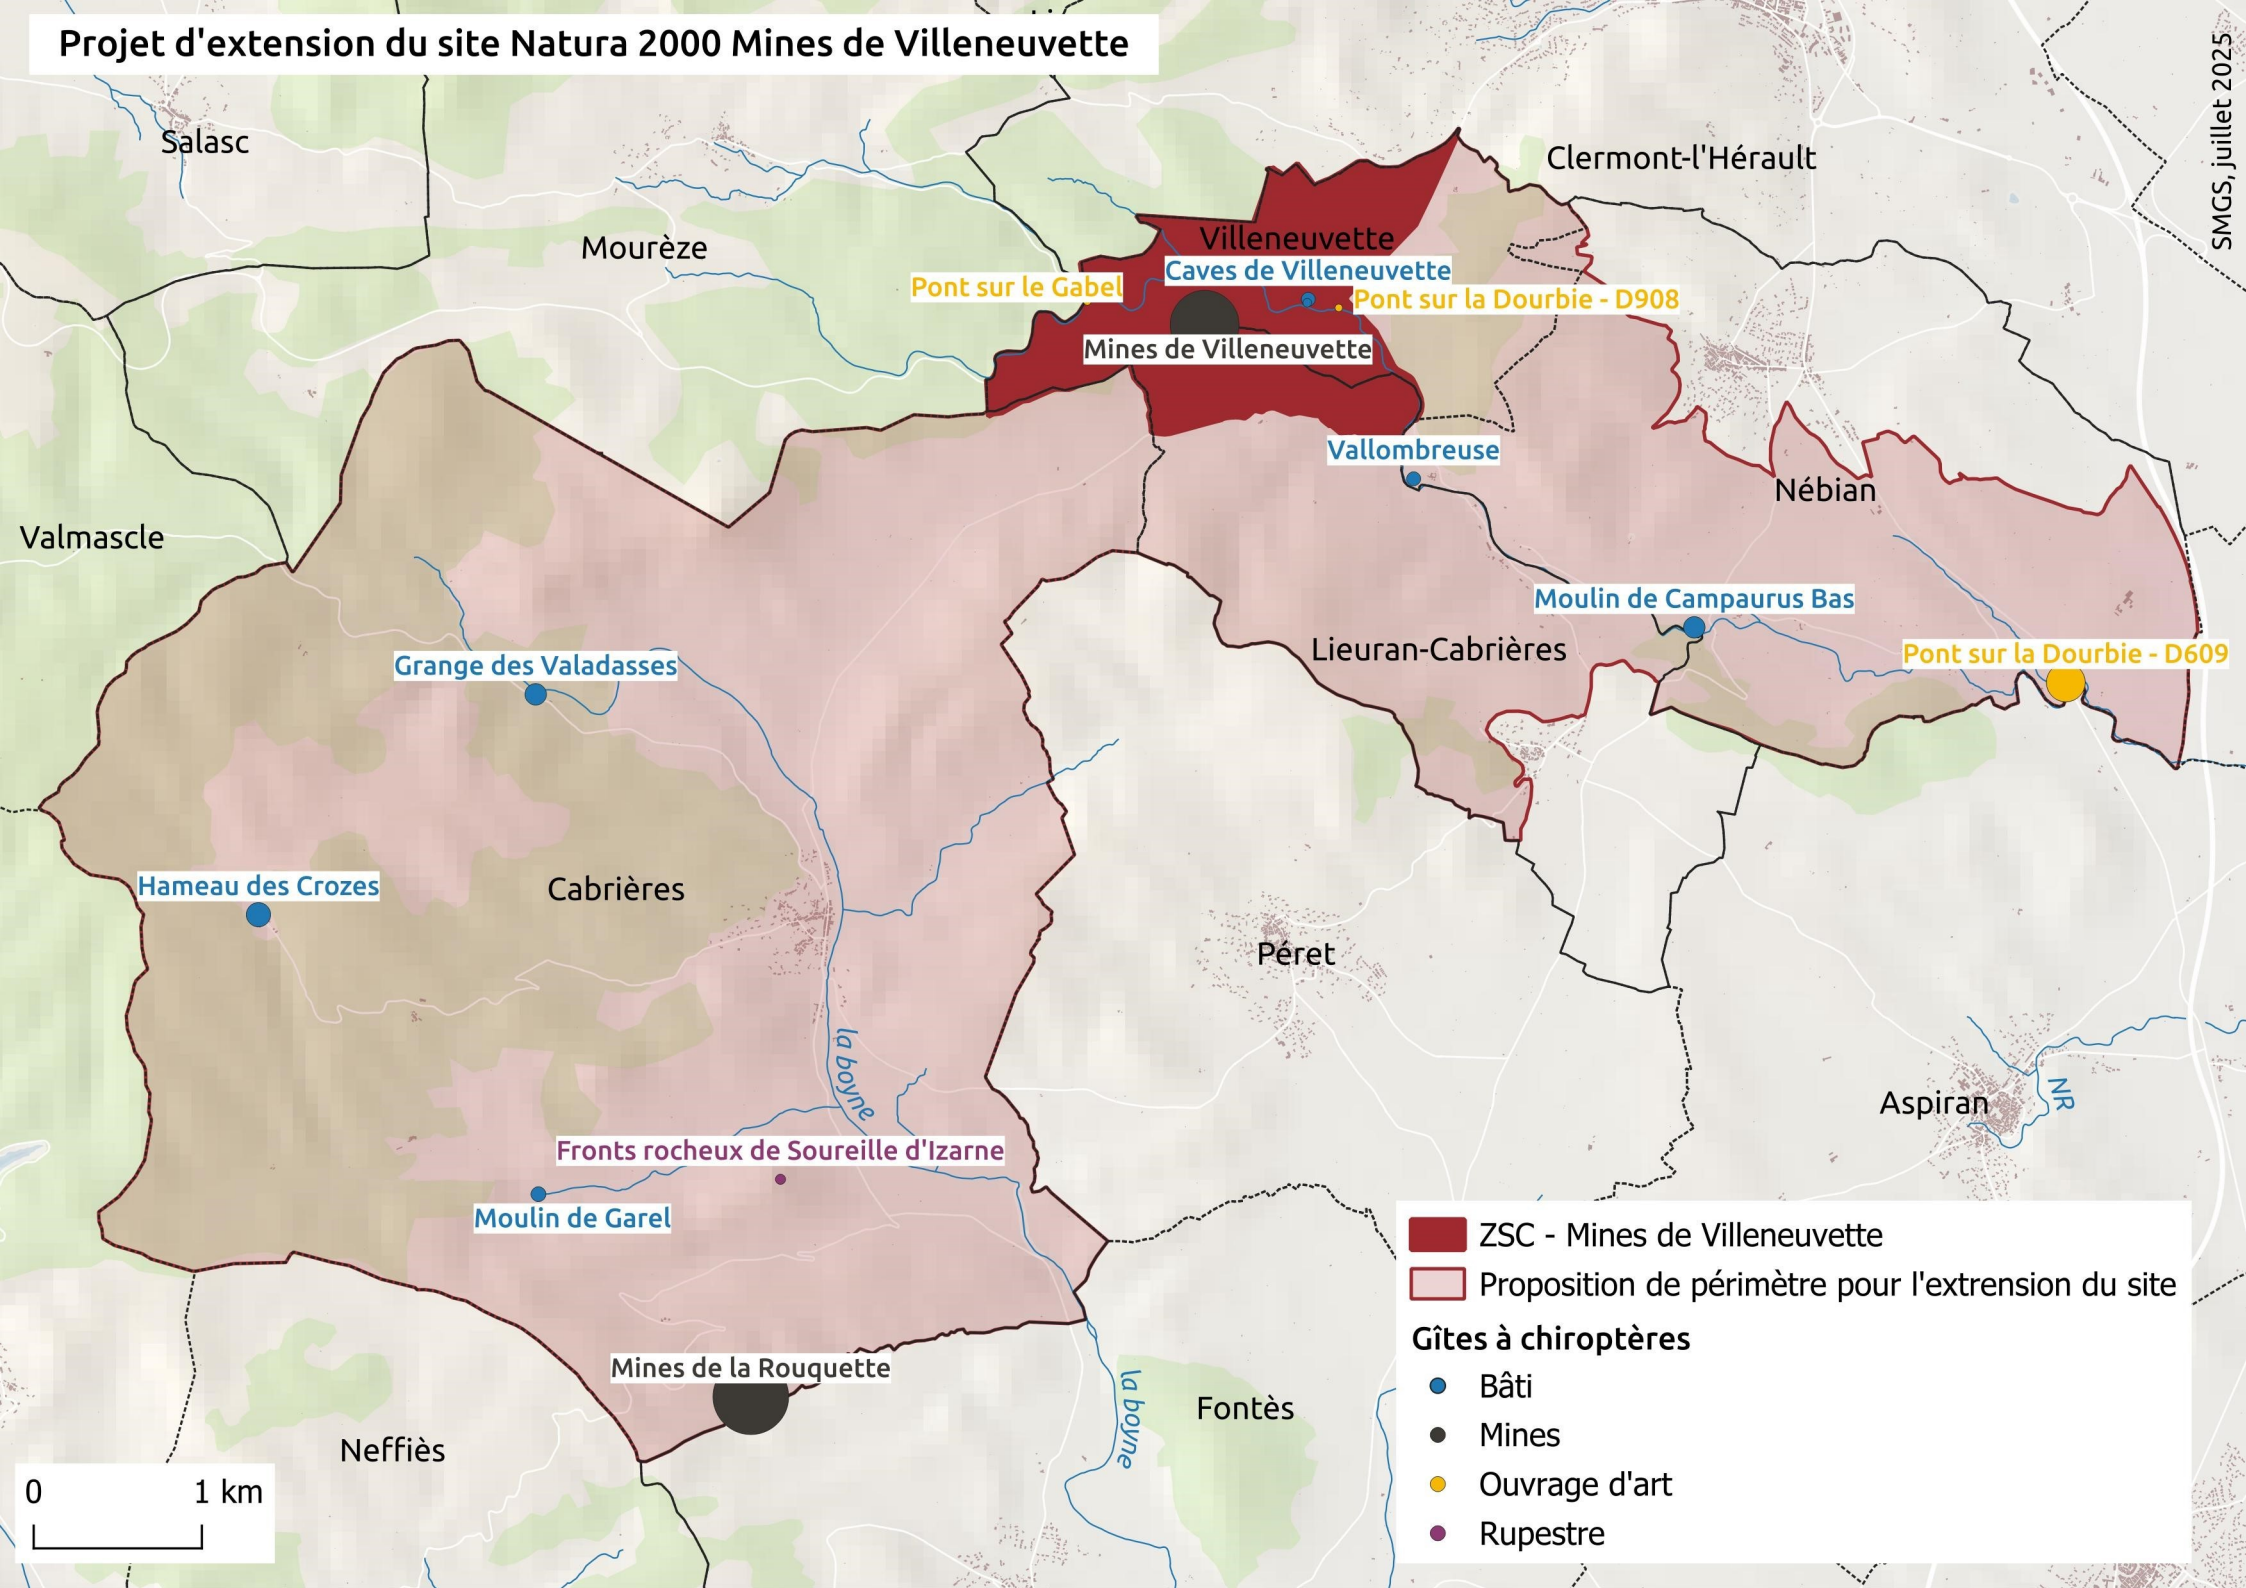 Projet d'extension du site Natura 2000 Mines de Villeneuvette
SMGS, juillet 2025
Salasc
Clermont-l'Hérault
Mourèze
Villeneuvette
Caves de Villeneuvette
Pont sur le Gabel
Pont sur la Dourbie - D908
Mines de Villeneuvette
Vallombreuse
Nébian
Valmascle
Moulin de Campaurus Bas
Lieuran-Cabrières
Pont sur la Dourbie - D609
Grange des Valadasses
Hameau des Crozes
Cabrières
Péret
la boyne
Aspiran
NR
Fronts rocheux de Soureille d'Izarne
Moulin de Garel
Mines de la Rouquette
la boyne
Fontès
Neffiès
0 1 km
ZSC - Mines de Villeneuvette
Proposition de périmètre pour l'extrension du site
Gîtes à chiroptères
Bâti
Mines
Ouvrage d'art
Rupestre